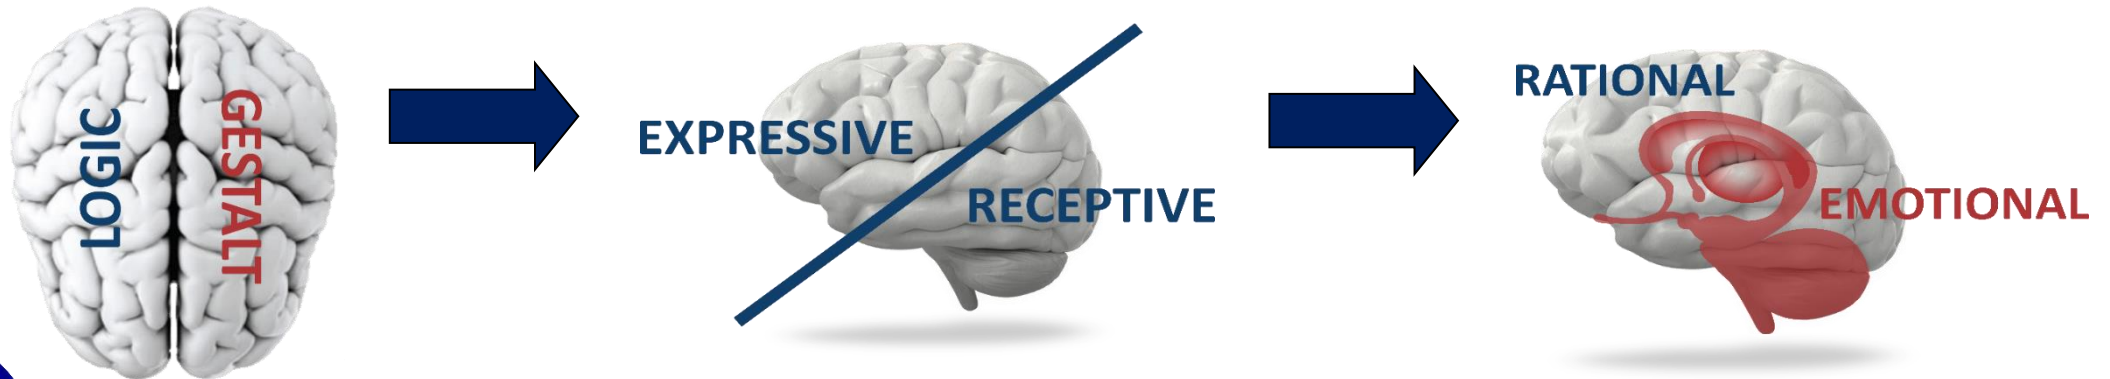 LOGIC
GESTALT
EXPRESSIVE
RECEPTIVE
RATIONAL
EMOTIONAL